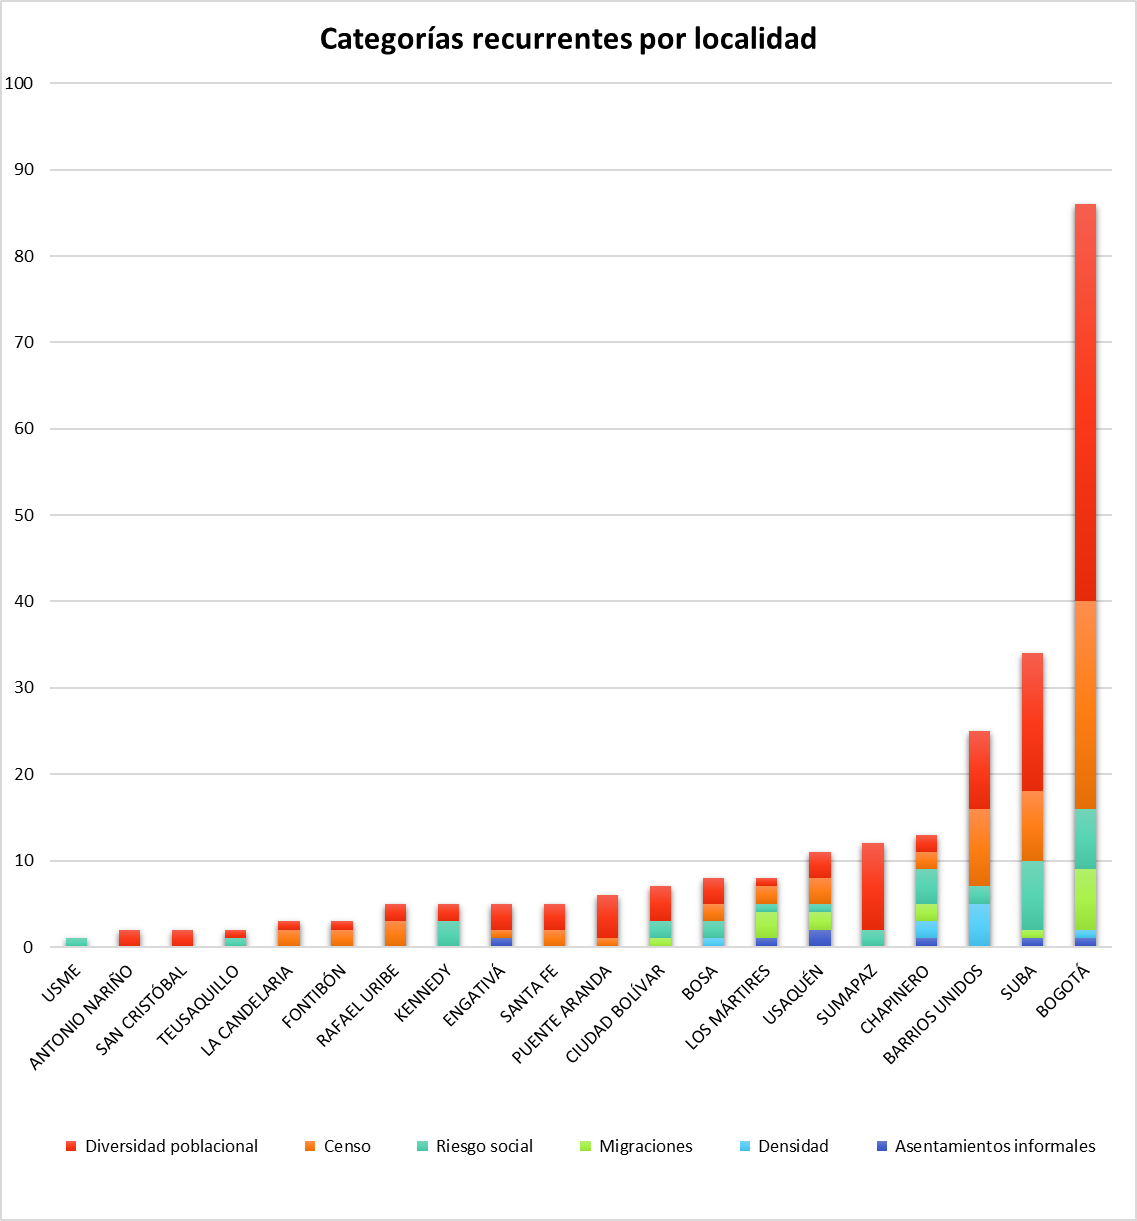 Categorías recurrentes por localidad
100
90
80
70
60
50
40
30
20
10
0
USME
ANTONIO NARIÑO
SAN CRISTÓBAL
TEUSAQUILLO
LA CANDELARIA
FONTIBÓN
RAFAEL URIBE
KENNEDY
ENGATIVÁ
SANTA FE
PUENTE ARANDA
CIUDAD BOLÍVAR
BOSA
LOS MÁRTIRES
USAQUÉN
SUMAPAZ
CHAPINERO
BARRIOS UNIDOS
SUBA
BOGOTÁ
Diversidad poblacional Censo Riesgo social Migraciones Densidad Asentamientos informales